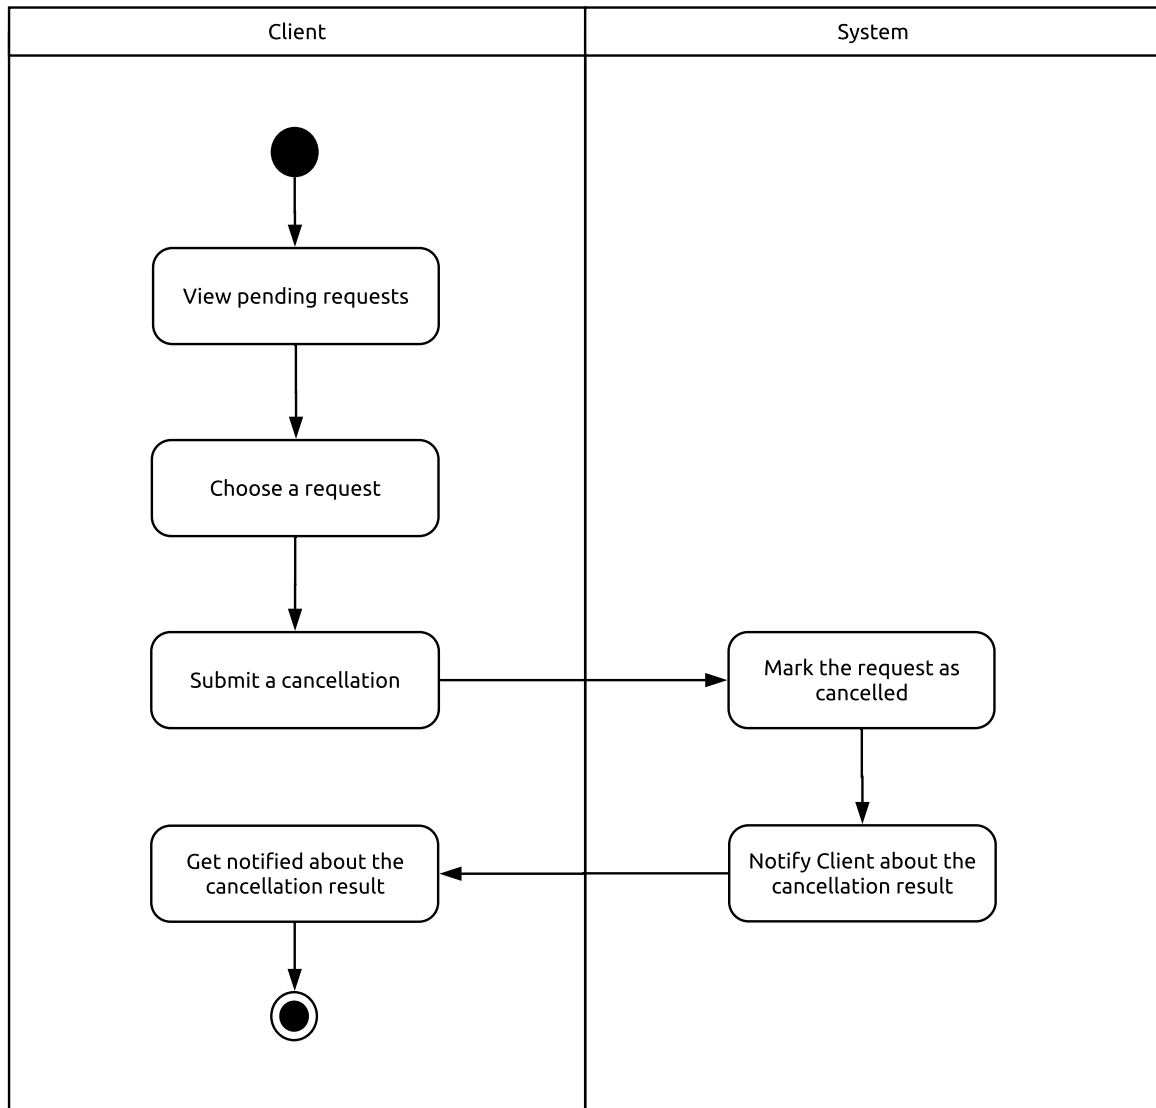 Client
System
View pending requests
Choose a request
Submit a cancellation
Mark the request as
cancelled
Get notified about the
cancellation result
Notify Client about the
cancellation result